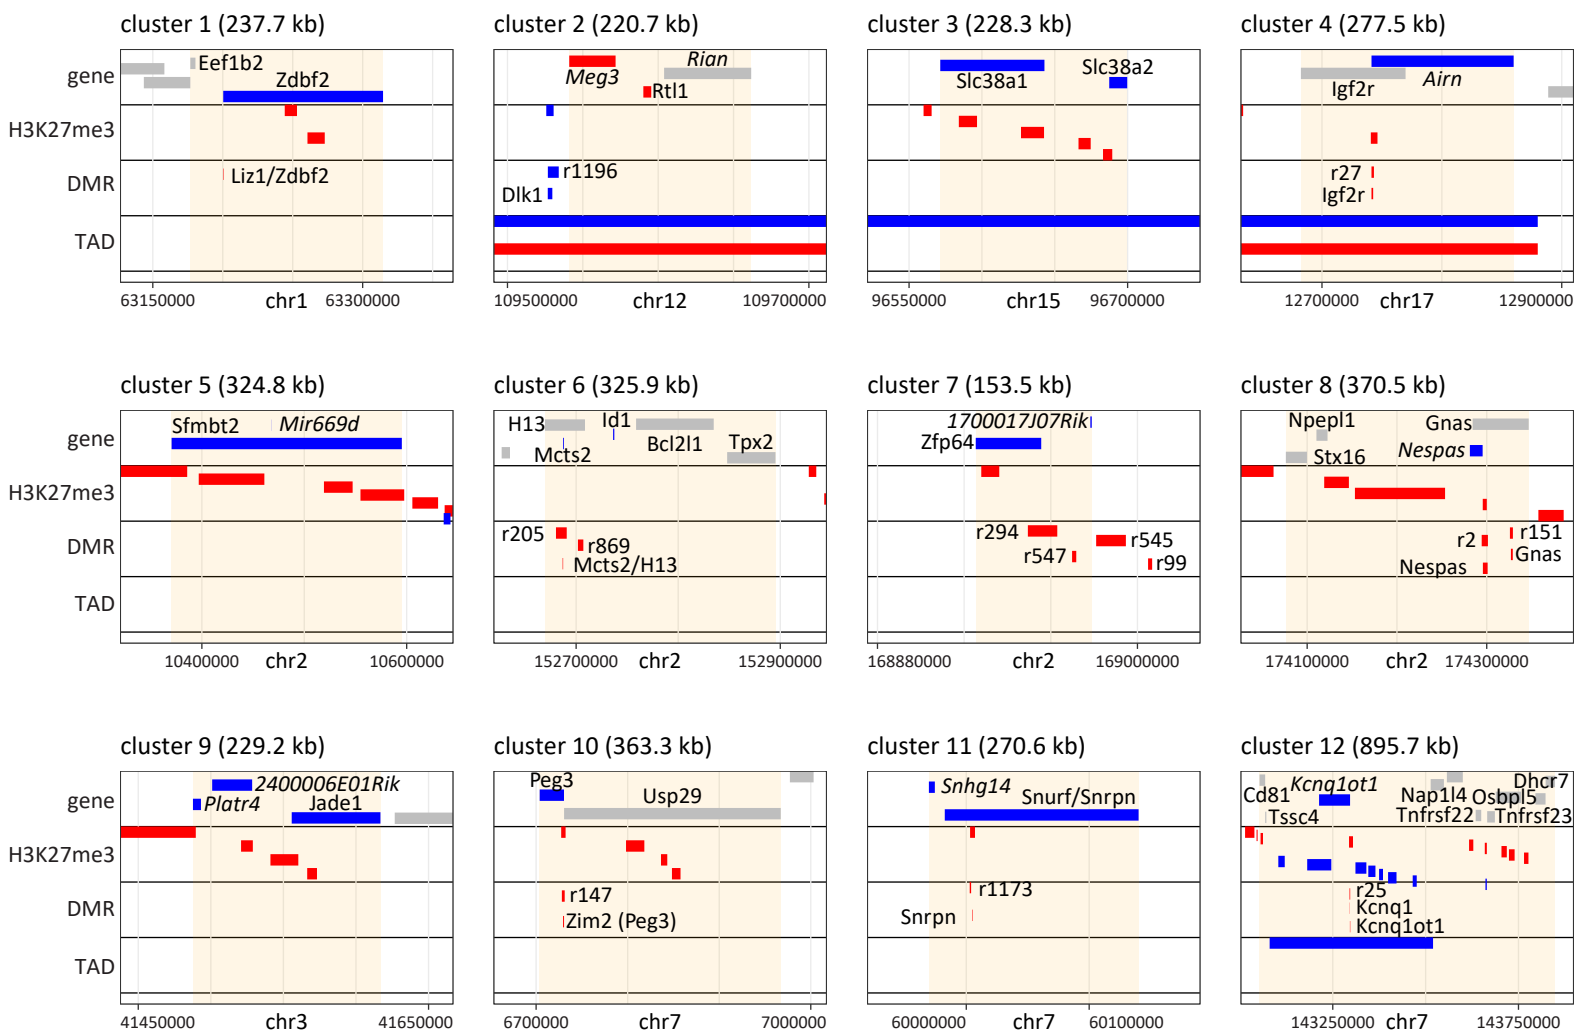 cluster 1 (237.7 kb)
cluster 2 (220.7 kb)
cluster 3 (228.3 kb)
cluster 4 (277.5 kb)
gene
H3K27me3
DMR
TAD
Eef1b2
Zdbf2
Liz1/Zdbf2
63150000
chr1
63300000
Rian
Meg3
Rtl1
r1196
Dlk1
109500000
chr12
109700000
Slc38a2
Slc38a1
96550000
chr15
96700000
Igf2r
Airn
r27
Igf2r
12700000
chr17
12900000
cluster 5 (324.8 kb)
cluster 6 (325.9 kb)
cluster 7 (153.5 kb)
cluster 8 (370.5 kb)
gene
H3K27me3
DMR
TAD
Sfmbt2
Mir669d
10400000
chr2
10600000
H13
Id1
Mcts2
Bcl2l1
Tpx2
r205
r869
Mcts2/H13
152700000
chr2
152900000
1700017J07Rik
Zfp64
r294
r545
r547
r99
168880000
chr2
169000000
Npepl1
Gnas
Nespas
Stx16
r151
r2
Gnas
Nespas
174100000
chr2
174300000
cluster 9 (229.2 kb)
cluster 10 (363.3 kb)
cluster 11 (270.6 kb)
cluster 12 (895.7 kb)
gene
H3K27me3
DMR
TAD
2400006E01Rik
Platr4
Jade1
41450000
chr3
41650000
Peg3
Usp29
r147
Zim2 (Peg3)
6700000
chr7
7000000
Snhg14
Snurf/Snrpn
r1173
Snrpn
60000000
chr7
60100000
Kcnq1ot1
Dhcr7
Cd81
Nap1l4
Osbpl5
Tssc4
Tnfrsf22
Tnfrsf23
r25
Kcnq1
Kcnq1ot1
143250000
chr7
143750000